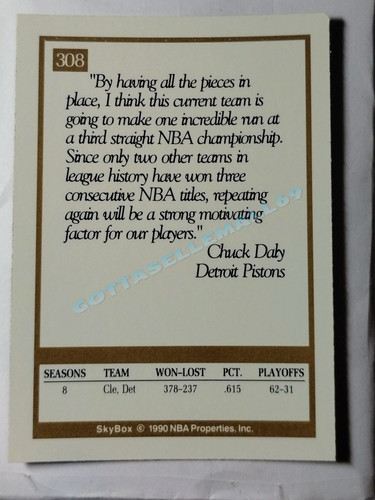 308
"By having all the pieces in
place, I think this current team is
going to make one incredible run at
a third straight NBA championship.
Since only two other teams in
league history have won three
consecutive NBA titles, repeating
again will be a strong motivating
factor for our players."
Chuck Daly
Detroit Pistons
GOTTASELLEMALL69
SEASONS TEAM WON-LOST PCT. PLAYOFFS
8 Cle, Det 378-237 .615 62-31
SkyBox © 1990 NBA Properties, Inc.